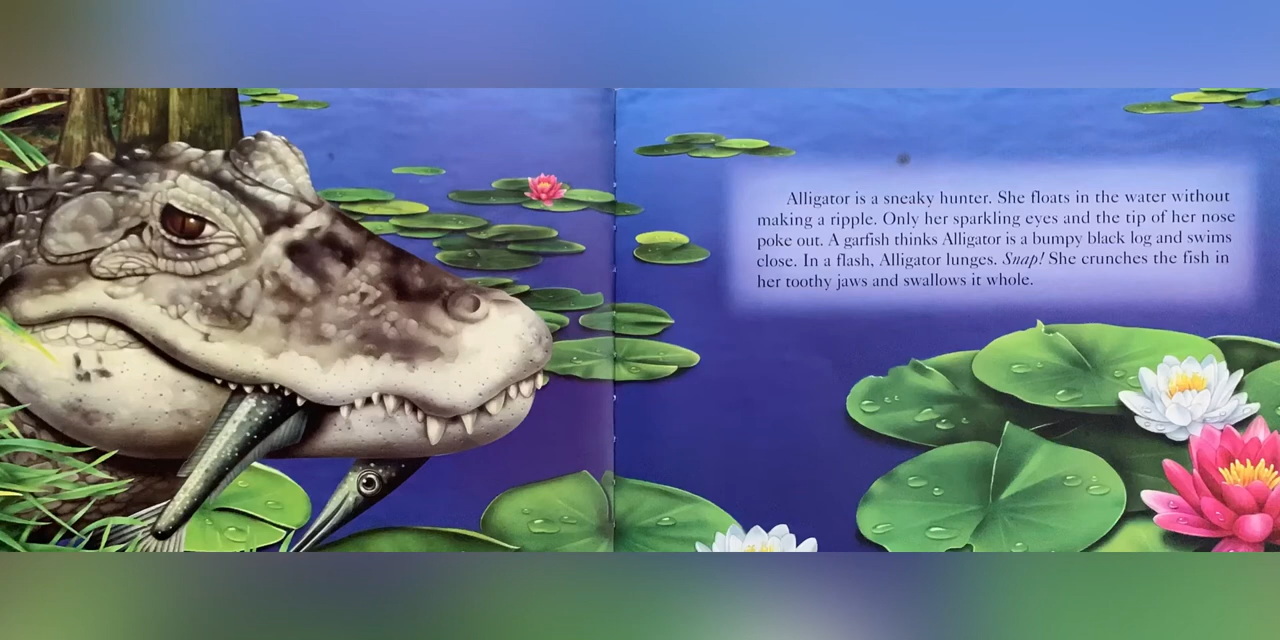 Alligator is a sneaky hunter. She floats in the water without
making a ripple. Only her sparkling eyes and the tip of her nose
poke out. A garfish thinks Alligator is a bumpy black log and swims
close. In a flash, Alligator lunges. Snap! She crunches the fish in
her toothy jaws and swallows it whole.